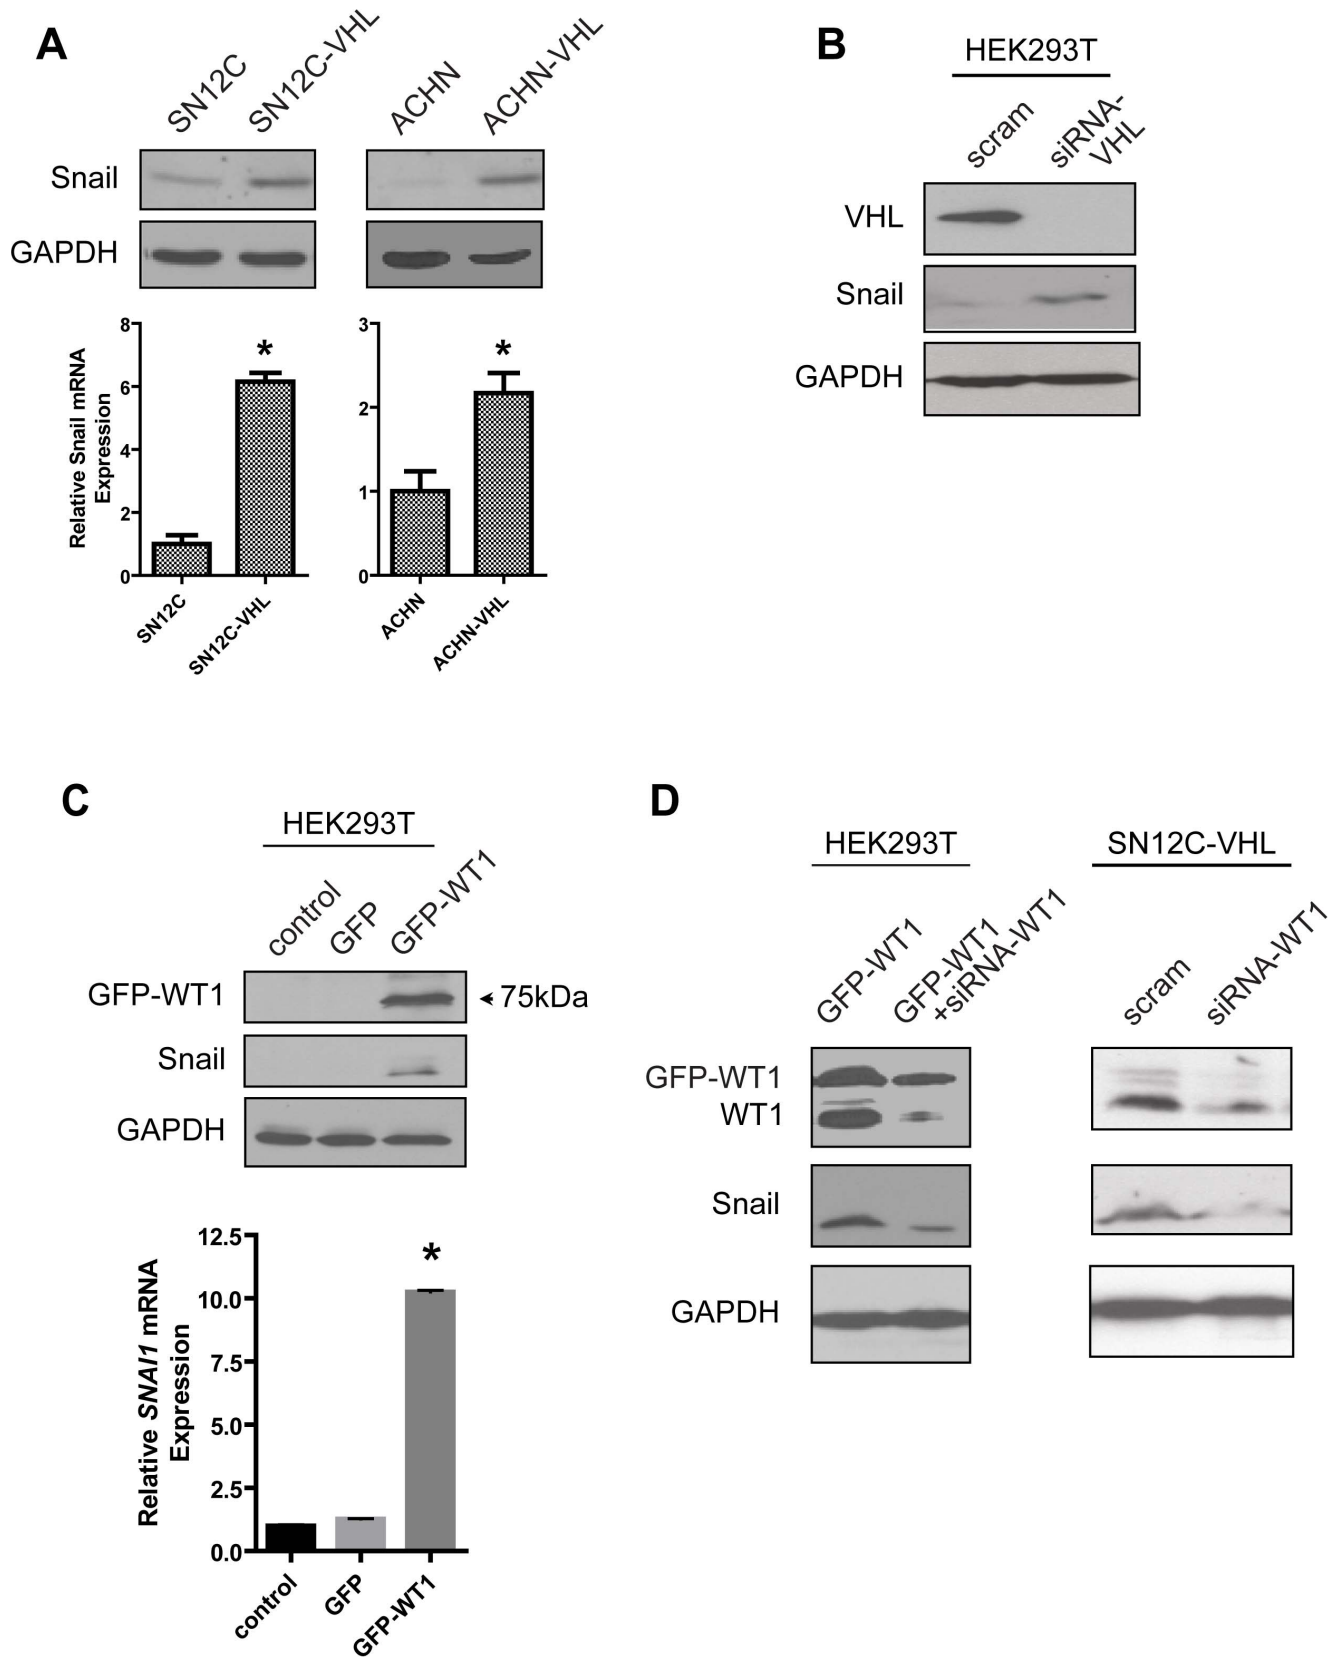 A
SN12C
SN12C-VHL
ACHN
ACHN-VHL
Snail
GAPDH
Relative Snail mRNA
Expression
8
6
4
2
0
SN12C
SN12C-VHL
3
2
1
0
ACHN
ACHN-VHL
*
*
B
HEK293T
scram
siRNA-
VHL
VHL
Snail
GAPDH
C
HEK293T
control
GFP
GFP-WT1
GFP-WT1
75kDa
Snail
GAPDH
Relative SNAI1 mRNA
Expression
12.5
10.0
7.5
5.0
2.5
0.0
*
control
GFP
GFP-WT1
D
HEK293T
GFP-WT1
GFP-WT1
+siRNA-WT1
SN12C-VHL
scram
siRNA-WT1
GFP-WT1
WT1
Snail
GAPDH